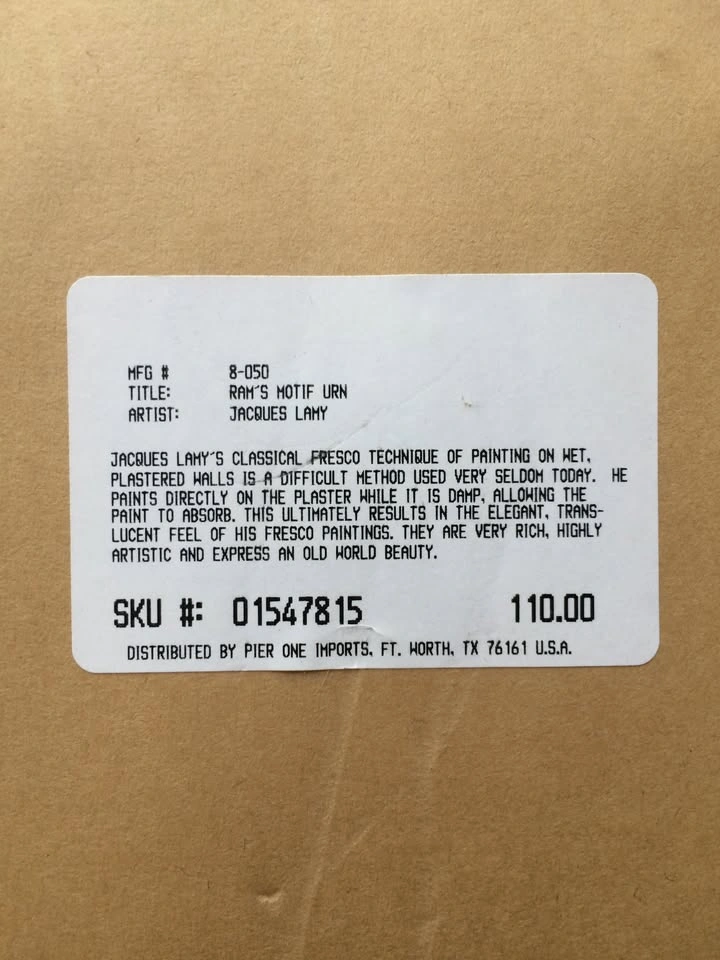 MFG # 8-050
TITLE: RAM'S MOTIF URN
ARTIST: JACQUES LAMY
JACQUES LAMY'S CLASSICAL FRESCO TECHNIQUE OF PAINTING ON WET,
PLASTERED WALLS IS A DIFFICULT METHOD USED VERY SELDOM TODAY. HE
PAINTS DIRECTLY ON THE PLASTER WHILE IT IS DAMP, ALLOWING THE
PAINT TO ABSORB. THIS ULTIMATELY RESULTS IN THE ELEGANT, TRANS-
LUCENT FEEL OF HIS FRESCO PAINTINGS. THEY ARE VERY RICH, HIGHLY
ARTISTIC AND EXPRESS AN OLD WORLD BEAUTY.
SKU #: 01547815 110.00
DISTRIBUTED BY PIER ONE IMPORTS, FT. WORTH, TX 76161 U.S.A.